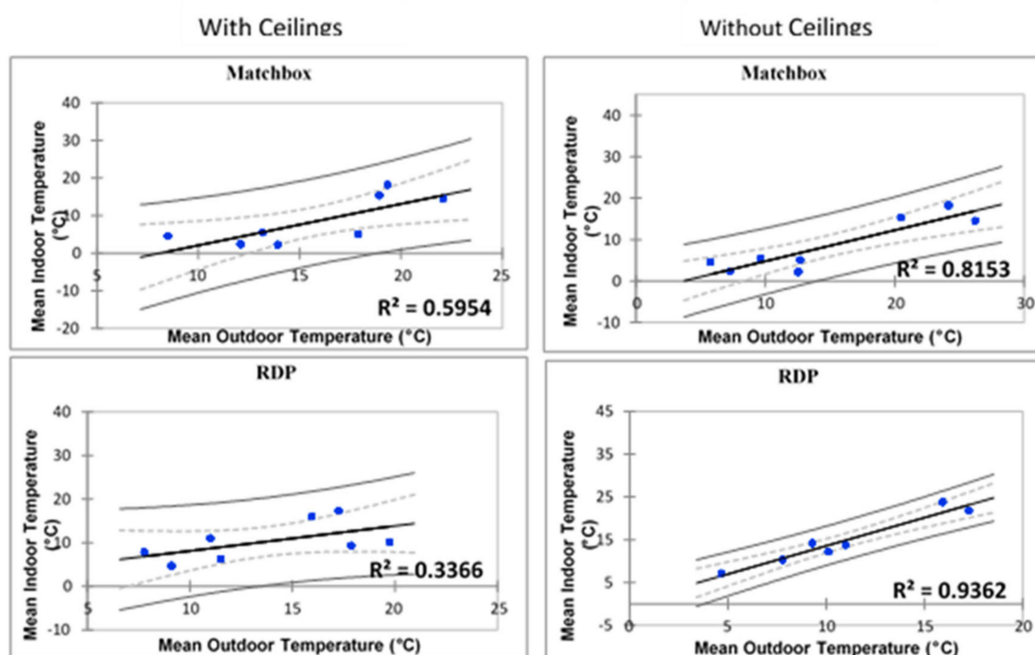 With Ceilings
Without Ceilings
Matchbox
40
30
20
10
0
-10
-20
5
10
15
20
25
Mean Indoor Temperature
(°C)
R² = 0.5954
Mean Outdoor Temperature (°C)
Matchbox
40
30
20
10
0
-10
0
10
20
30
Mean Indoor Temperature
(°C)
R² = 0.8153
Mean Outdoor Temperature (°C)
RDP
40
30
20
10
0
-10
5
10
15
20
25
Mean Indoor Temperature
(°C)
R² = 0.3366
Mean Outdoor Temperature (°C)
RDP
45
35
25
15
5
-5
0
5
10
15
20
Mean Indoor Temperature
(°C)
R² = 0.9362
Mean Outdoor Temperature (°C)